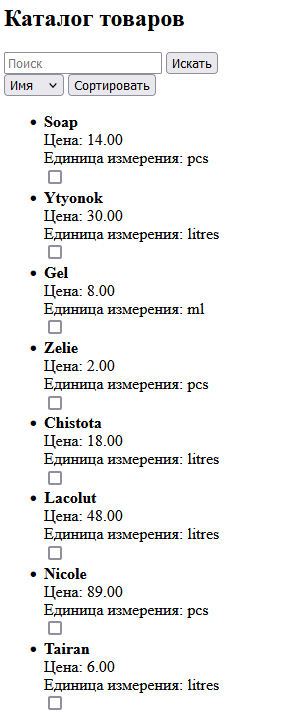 Каталог товаров
Поиск Искать
Имя Сортировать
Soap
Цена: 14.00
Единица измерения: pcs
Ytyonok
Цена: 30.00
Единица измерения: litres
Gel
Цена: 8.00
Единица измерения: ml
Zelie
Цена: 2.00
Единица измерения: pcs
Chistota
Цена: 18.00
Единица измерения: litres
Lacolut
Цена: 48.00
Единица измерения: litres
Nicole
Цена: 89.00
Единица измерения: pcs
Tairan
Цена: 6.00
Единица измерения: litres